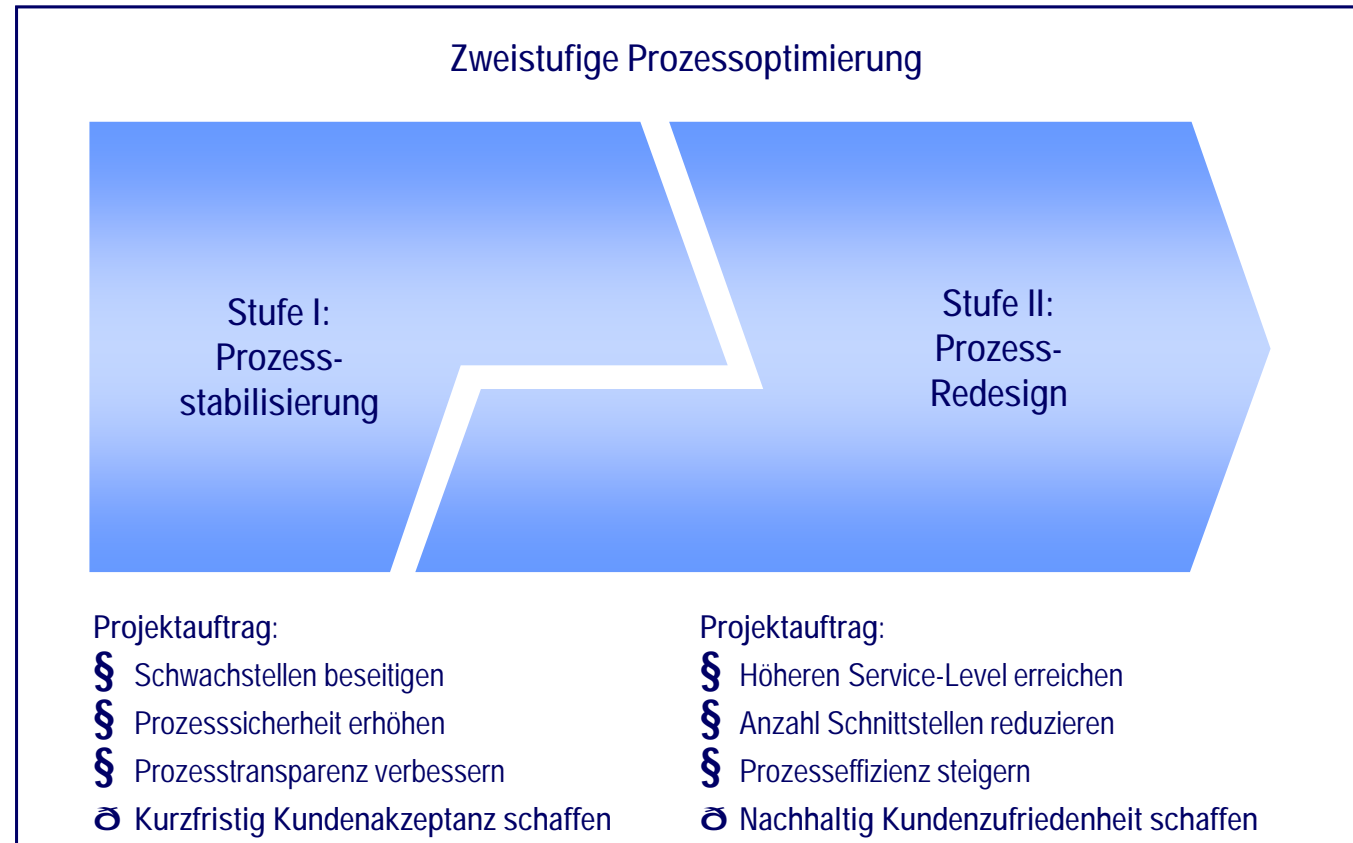 Zweistufige Prozessoptimierung
Stufe I:
Prozess-
stabilisierung
Stufe II:
Prozess-
Redesign
Projektauftrag:
§ Schwachstellen beseitigen
§ Prozesssicherheit erhöhen
§ Prozesstransparenz verbessern
ð Kurzfristig Kundenakzeptanz schaffen
Projektauftrag:
§ Höheren Service-Level erreichen
§ Anzahl Schnittstellen reduzieren
§ Prozesseffizienz steigern
ð Nachhaltig Kundenzufriedenheit schaffen